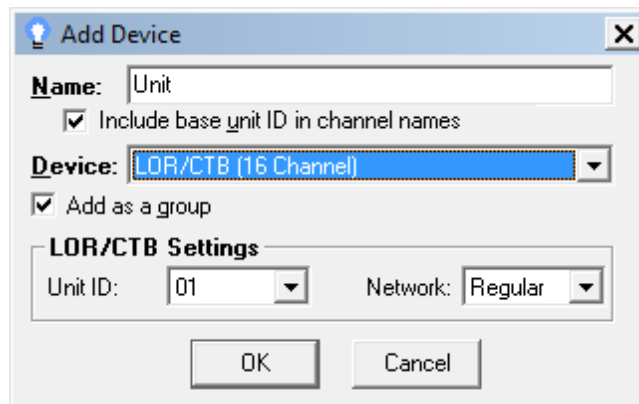 Add Device
Name: Unit
Include base unit ID in channel names
Device: LOR/CTB (16 Channel)
Add as a group
LOR/CTB Settings
Unit ID: 01 Network: Regular
OK Cancel